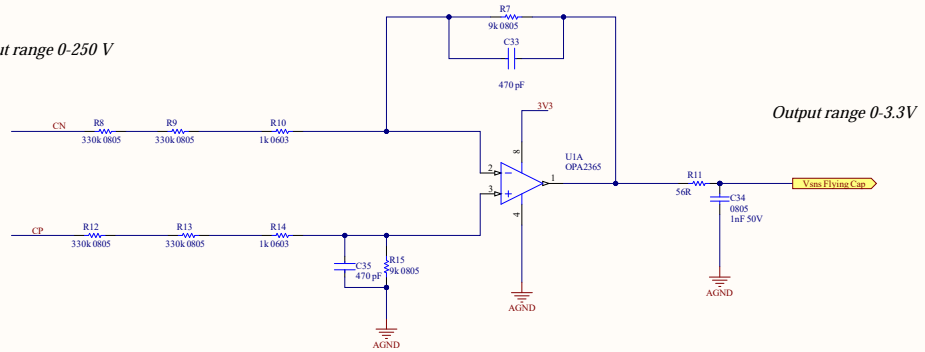 R7
9k 0805
C33
470 pF
ut range 0-250 V
3V3
Output range 0-3.3V
CN
R8
330k 0805
R9
330k 0805
R10
1k 0603
8
U1A
OPA2365
2
3
1
4
R11
56R
Vsns Flying Cap
C34
0805
1nF 50V
CP
R12
330k 0805
R13
330k 0805
R14
1k 0603
C35
470 pF
R15
9k 0805
AGND
AGND
AGND